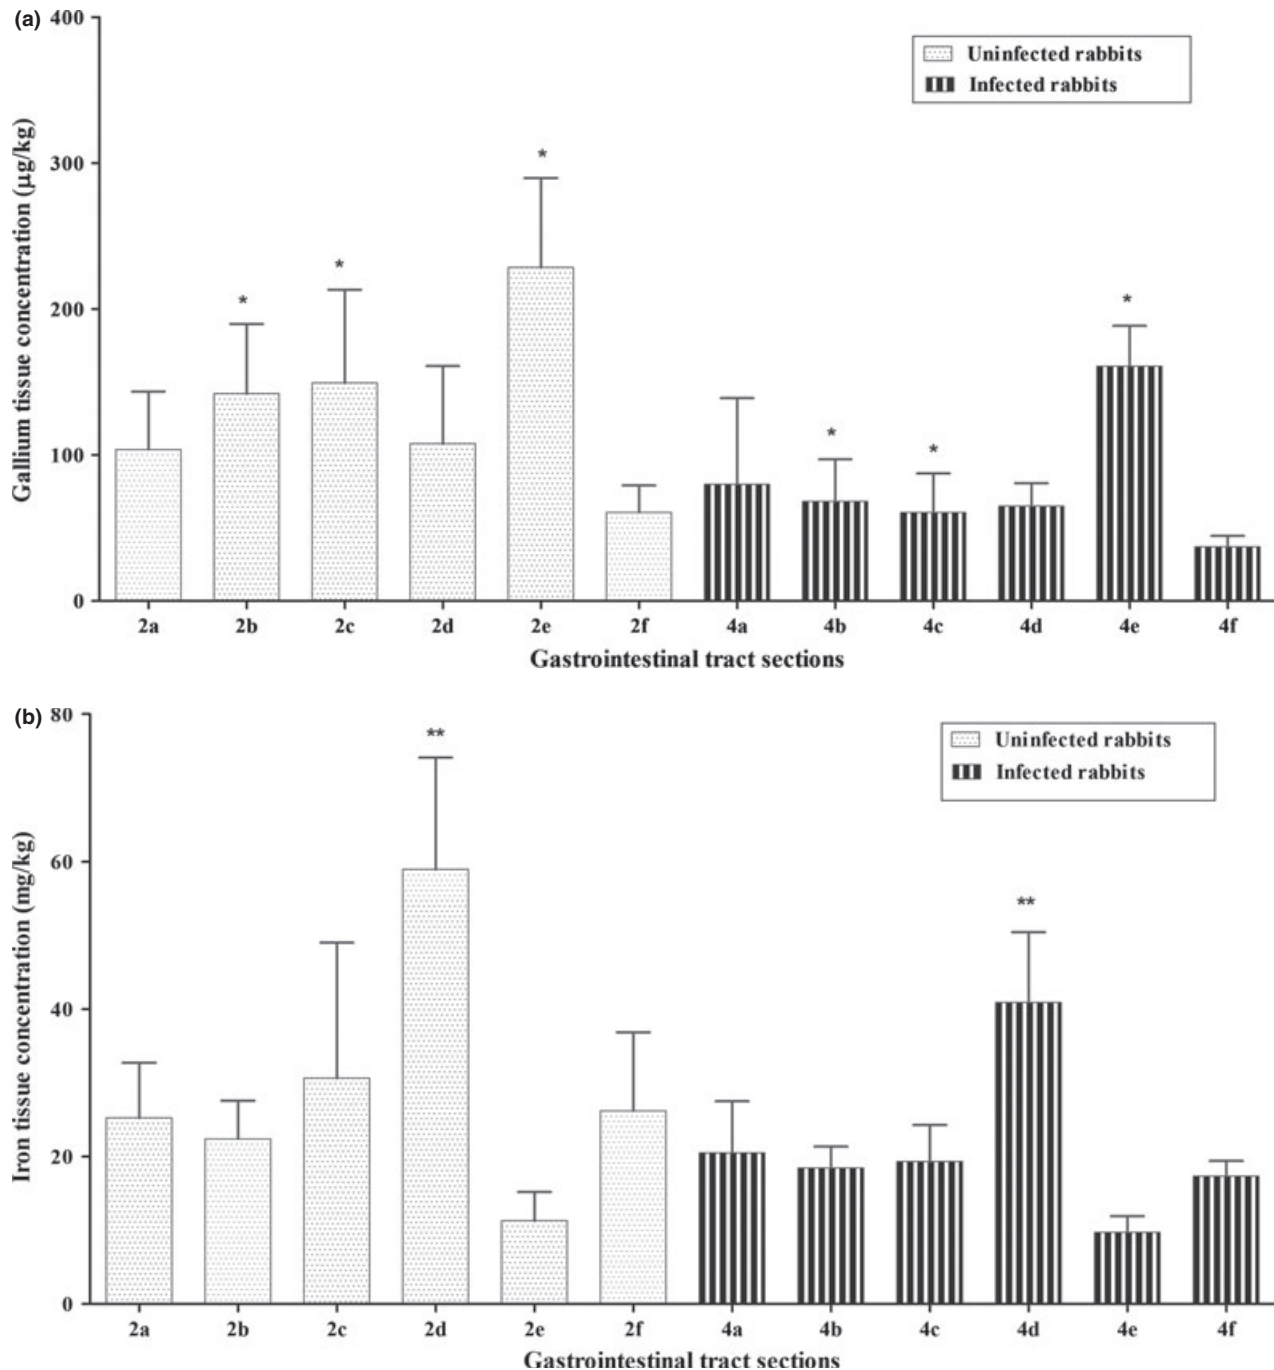 (a)
400
300
200
100
0
Gallium tissue concentration (µg/kg)
Uninfected rabbits
Infected rabbits
* * * * * *
2a 2b 2c 2d 2e 2f 4a 4b 4c 4d 4e 4f
Gastrointestinal tract sections
(b)
80
60
40
20
0
Iron tissue concentration (mg/kg)
Uninfected rabbits
Infected rabbits
** **
2a 2b 2c 2d 2e 2f 4a 4b 4c 4d 4e 4f
Gastrointestinal tract sections